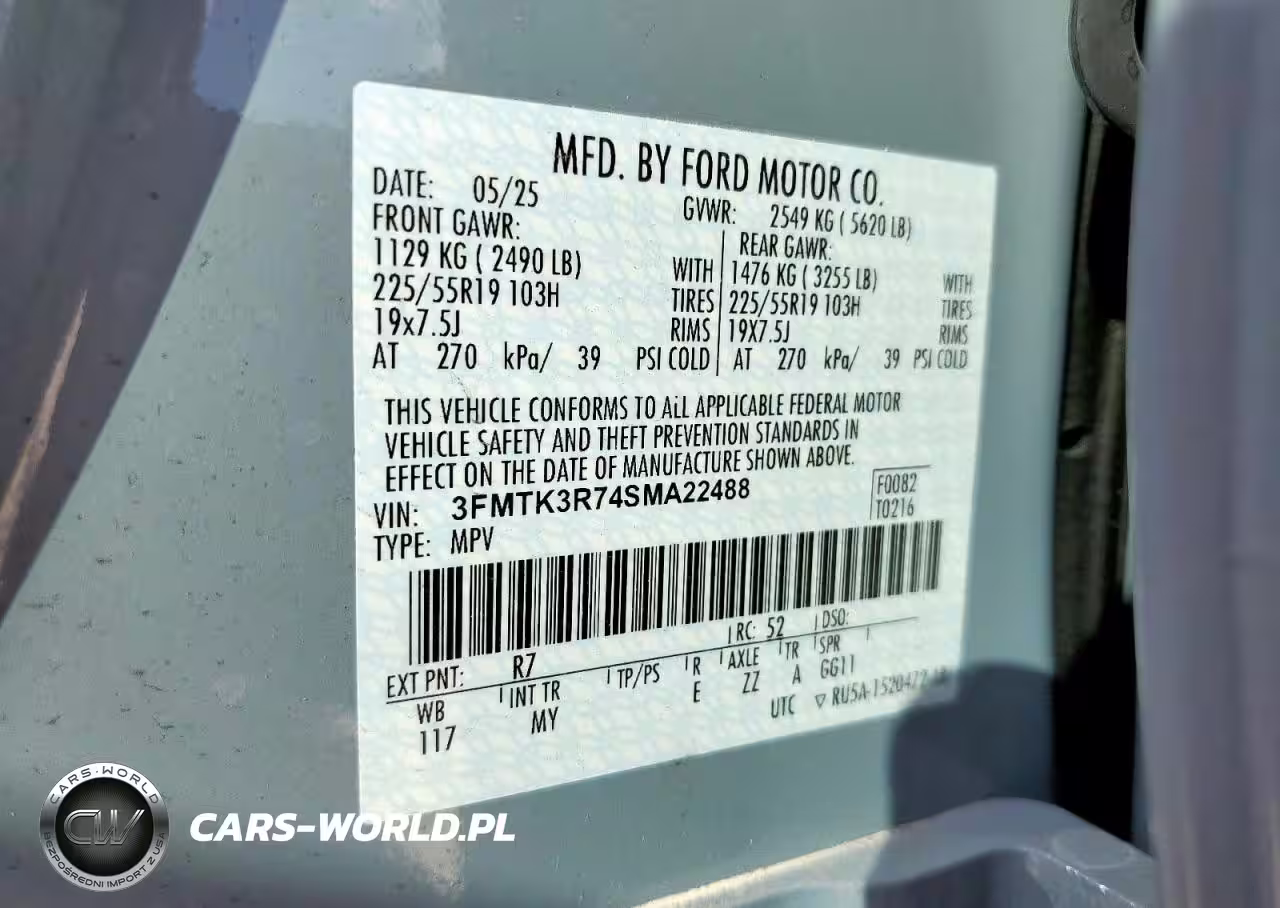 MFD. BY FORD MOTOR CO.
DATE: 05/25 GVWR: 2549 KG ( 5620 LB)
FRONT GAWR: REAR GAWR:
1129 KG ( 2490 LB) WITH 1476 KG ( 3255 LB) WITH
225/55R19 103H TIRES 225/55R19 103H TIRES
19x7.5J RIMS 19X7.5J RIMS
AT 270 kPa/ 39 PSI COLD AT 270 kPa/ 39 PSI COLD
THIS VEHICLE CONFORMS TO ALL APPLICABLE FEDERAL MOTOR
VEHICLE SAFETY AND THEFT PREVENTION STANDARDS IN
EFFECT ON THE DATE OF MANUFACTURE SHOWN ABOVE.
VIN: 3FMTK3R74SMA22488
F0082
T0216
TYPE: MPV
EXT PNT: R7 RC: 52 DSO:
WB INT TR TP/PS R AXLE TR SPR
117 MY E ZZ A GG11
UTC
CARS-WORLD
CW
BEZPOŚREDNI IMPORT Z USA
CARS-WORLD.PL